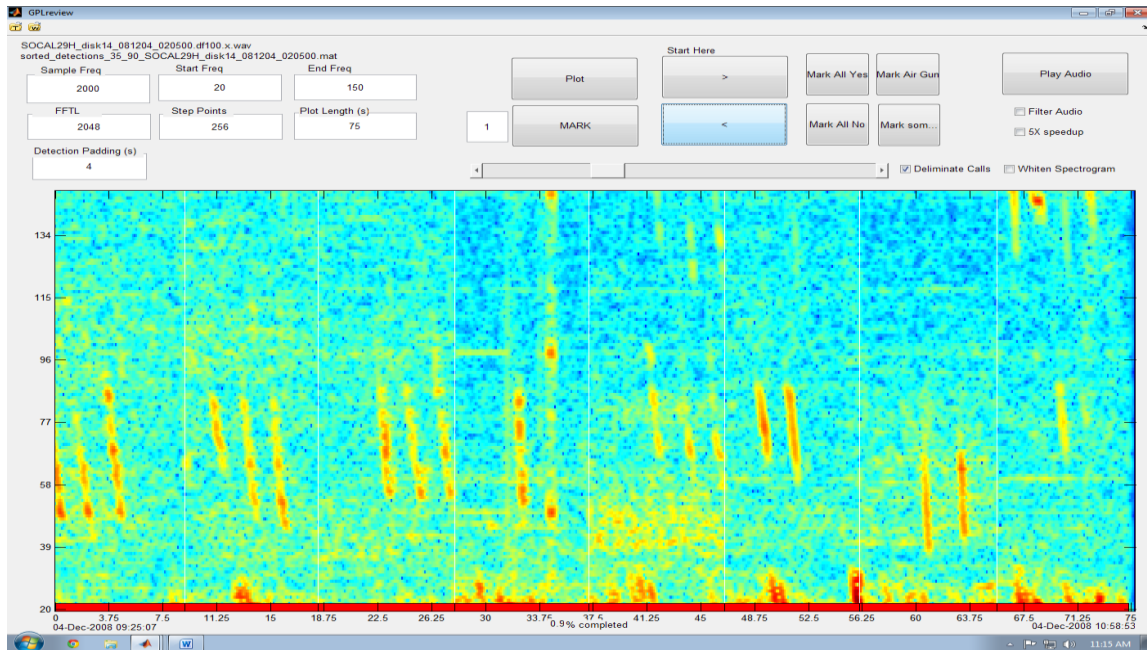 GPLreview
SOCAL29H_disk14_081204_020500.df100.x.wav
sorted_detections_35_90_SOCAL29H_disk14_081204_020500.mat
Sample Freq Start Freq End Freq
2000 20 150
FFTL Step Points Plot Length (s)
2048 256 75
Detection Padding (s)
4
Start Here
Plot > Mark All Yes Mark Air Gun Play Audio
1 MARK < Mark All No Mark som...
Filter Audio
5X speedup
Deliminate Calls Whiten Spectrogram
134
115
96
77
58
39
20
0 3.75 7.5 11.25 15 18.75 22.5 26.25 30 33.75 37.5 41.25 45 48.75 52.5 56.25 60 63.75 67.5 71.25 75
04-Dec-2008 09:25:07 0.9% completed 04-Dec-2008 10:58:53
W 11:15 AM